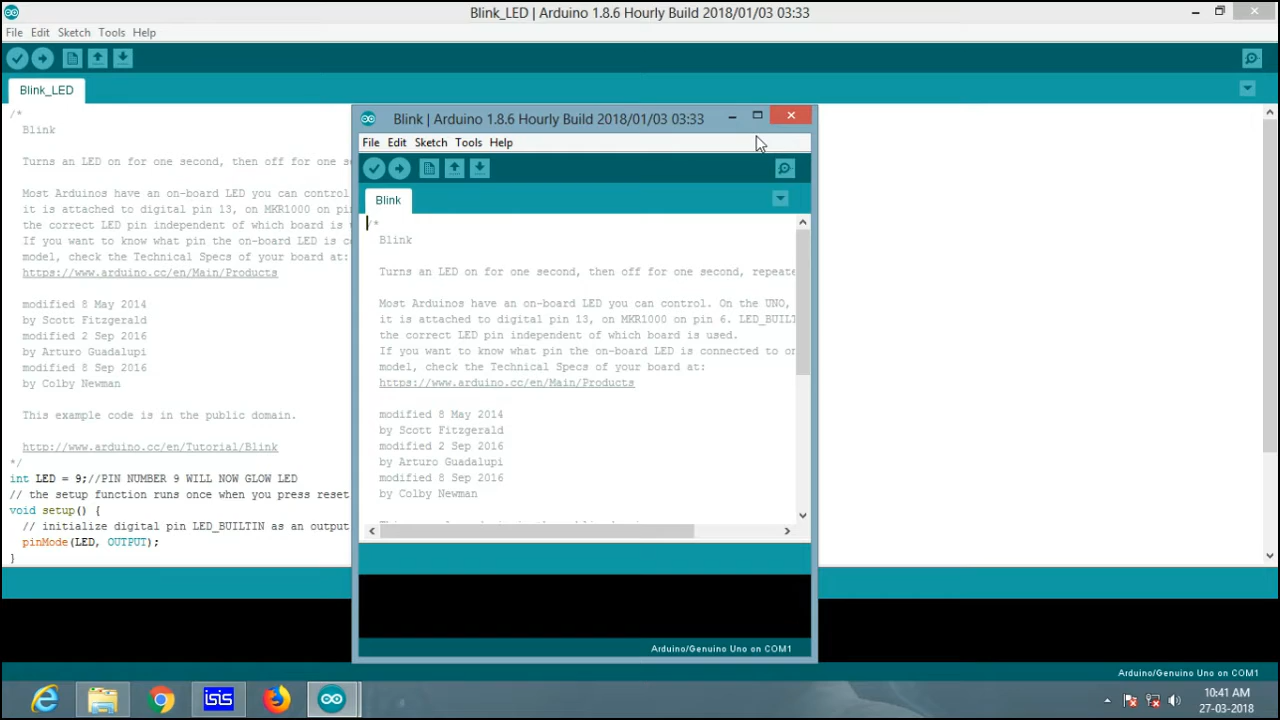 Blink_LED | Arduino 1.8.6 Hourly Build 2018/01/03 03:33
File Edit Sketch Tools Help
Blink_LED
/*
Blink
Turns an LED on for one second, then off for one s
Most Arduinos have an on-board LED you can control
it is attached to digital pin 13, on MKR1000 on pin
the correct LED pin independent of which board is
If you want to know what pin the on-board LED is c
model, check the Technical Specs of your board at:
https://www.arduino.cc/en/Main/Products
modified 8 May 2014
by Scott Fitzgerald
modified 2 Sep 2016
by Arturo Guadalupi
modified 8 Sep 2016
by Colby Newman
This example code is in the public domain.
http://www.arduino.cc/en/Tutorial/Blink
*/
int LED = 9;//PIN NUMBER 9 WILL NOW GLOW LED
// the setup function runs once when you press reset
void setup() {
// initialize digital pin LED_BUILTIN as an output
pinMode(LED, OUTPUT);
}
Blink | Arduino 1.8.6 Hourly Build 2018/01/03 03:33
File Edit Sketch Tools Help
Blink
/*
Blink
Turns an LED on for one second, then off for one second, repeate
Most Arduinos have an on-board LED you can control. On the UNO,
it is attached to digital pin 13, on MKR1000 on pin 6. LED_BUILT
the correct LED pin independent of which board is used.
If you want to know what pin the on-board LED is connected to on
model, check the Technical Specs of your board at:
https://www.arduino.cc/en/Main/Products
modified 8 May 2014
by Scott Fitzgerald
modified 2 Sep 2016
by Arturo Guadalupi
modified 8 Sep 2016
by Colby Newman
Arduino/Genuino Uno on COM1
Arduino/Genuino Uno on COM1
isis
10:41 AM
27-03-2018